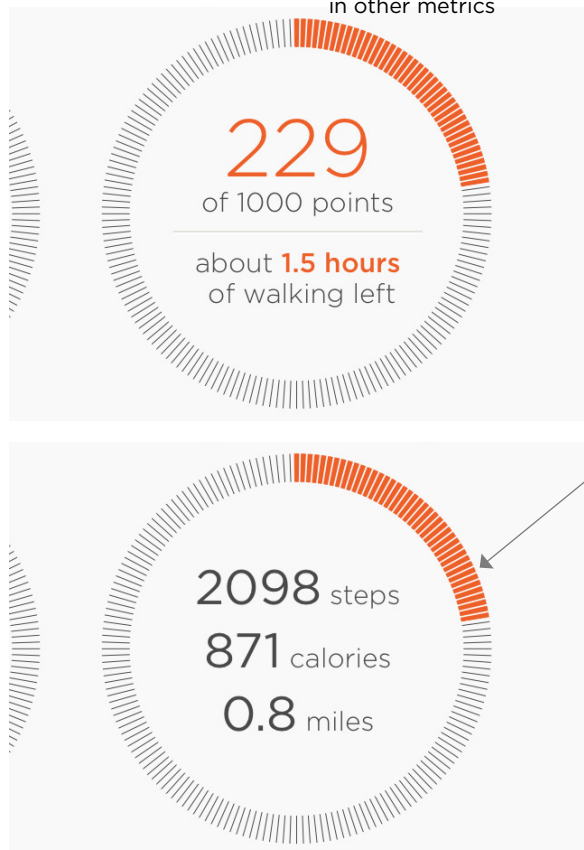 in other metrics
229
of 1000 points
about 1.5 hours
of walking left
2098 steps
871 calories
0.8 miles